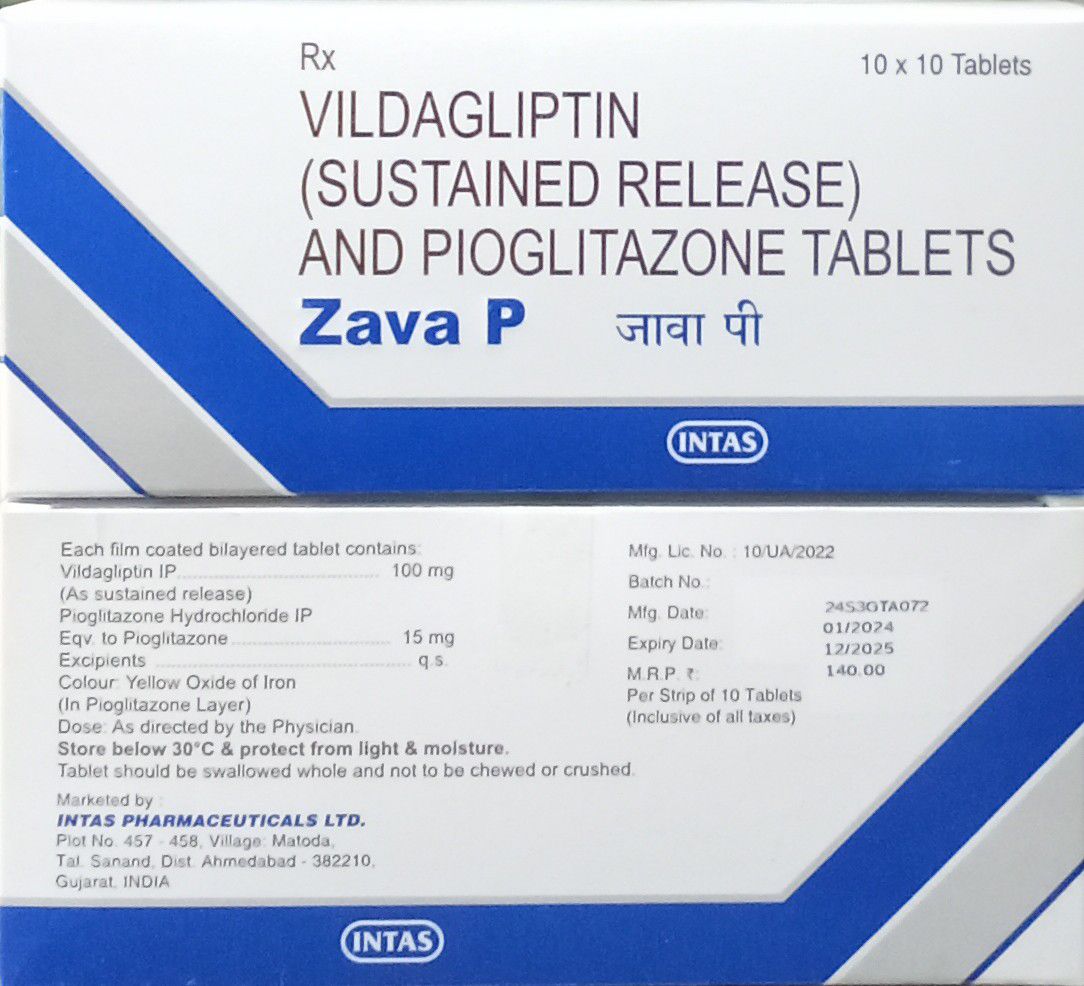 Rx
10 x 10 Tablets
VILDAGLIPTIN
(SUSTAINED RELEASE)
AND PIOGLITAZONE TABLETS
Zava P जावा पी
INTAS
Each film coated bilayered tablet contains:
Vildagliptin IP........................................ 100 mg
(As sustained release)
Pioglitazone Hydrochloride IP
Eqv. to Pioglitazone............................... 15 mg
Excipients .................................................. q.s.
Colour: Yellow Oxide of Iron
(In Pioglitazone Layer)
Dose: As directed by the Physician.
Store below 30°C & protect from light & moisture.
Tablet should be swallowed whole and not to be chewed or crushed.
Marketed by :
INTAS PHARMACEUTICALS LTD.
Plot No. 457 - 458, Village: Matoda,
Tal. Sanand, Dist. Ahmedabad - 382210,
Gujarat, INDIA
Mfg. Lic. No. : 10/UA/2022
Batch No.:
24S3GTA072
Mfg. Date:
01/2024
Expiry Date:
12/2025
M.R.P. ₹:
140.00
Per Strip of 10 Tablets
(Inclusive of all taxes)
INTAS